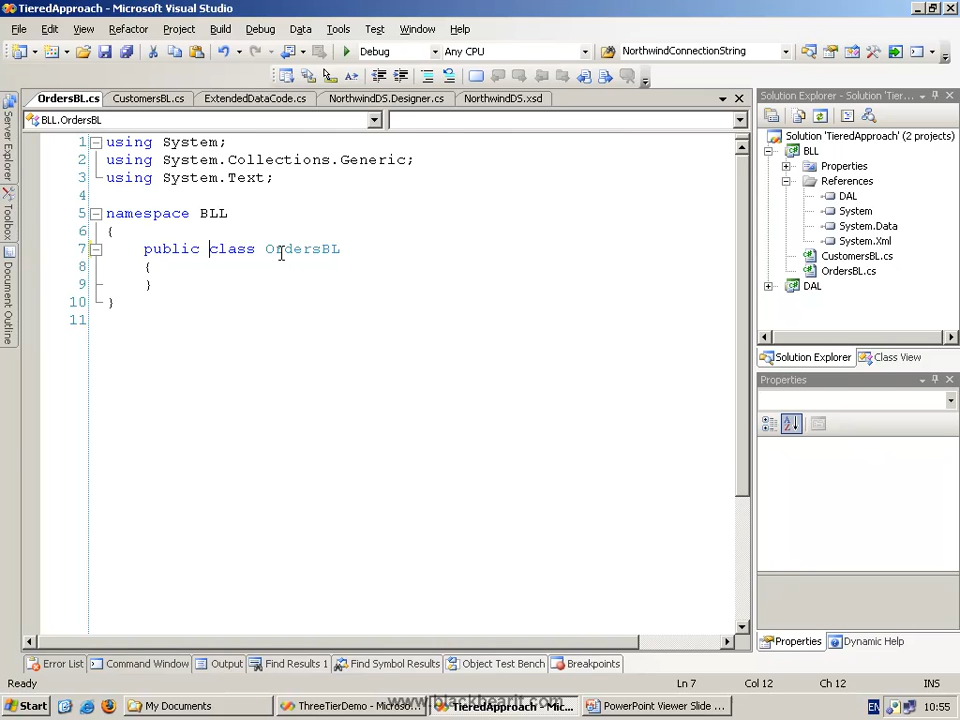 TieredApproach - Microsoft Visual Studio
File Edit View Refactor Project Build Debug Data Tools Test Window Help
Debug Any CPU NorthwindConnectionString
OrdersBL.cs CustomersBL.cs ExtendedDataCode.cs NorthwindDS.Designer.cs NorthwindDS.xsd
BLL.OrdersBL
1 using System;
2 using System.Collections.Generic;
3 using System.Text;
4
5 namespace BLL
6 {
7 public class OrdersBL
8 {
9 }
10 }
11
Server Explorer
Toolbox
Document Outline
Solution Explorer - Solution 'Tier...
Solution 'TieredApproach' (2 projects)
BLL
Properties
References
DAL
System
System.Data
System.Xml
CustomersBL.cs
OrdersBL.cs
DAL
Solution Explorer Class View
Properties
Properties Dynamic Help
Error List Command Window Output Find Results 1 Find Symbol Results Object Test Bench Breakpoints
Ready Ln 7 Col 12 Ch 12 INS
www.blackbearit.com
Start My Documents ThreeTierDemo - Microso... TieredApproach - Mic... PowerPoint Viewer Slide ... EN 10:55